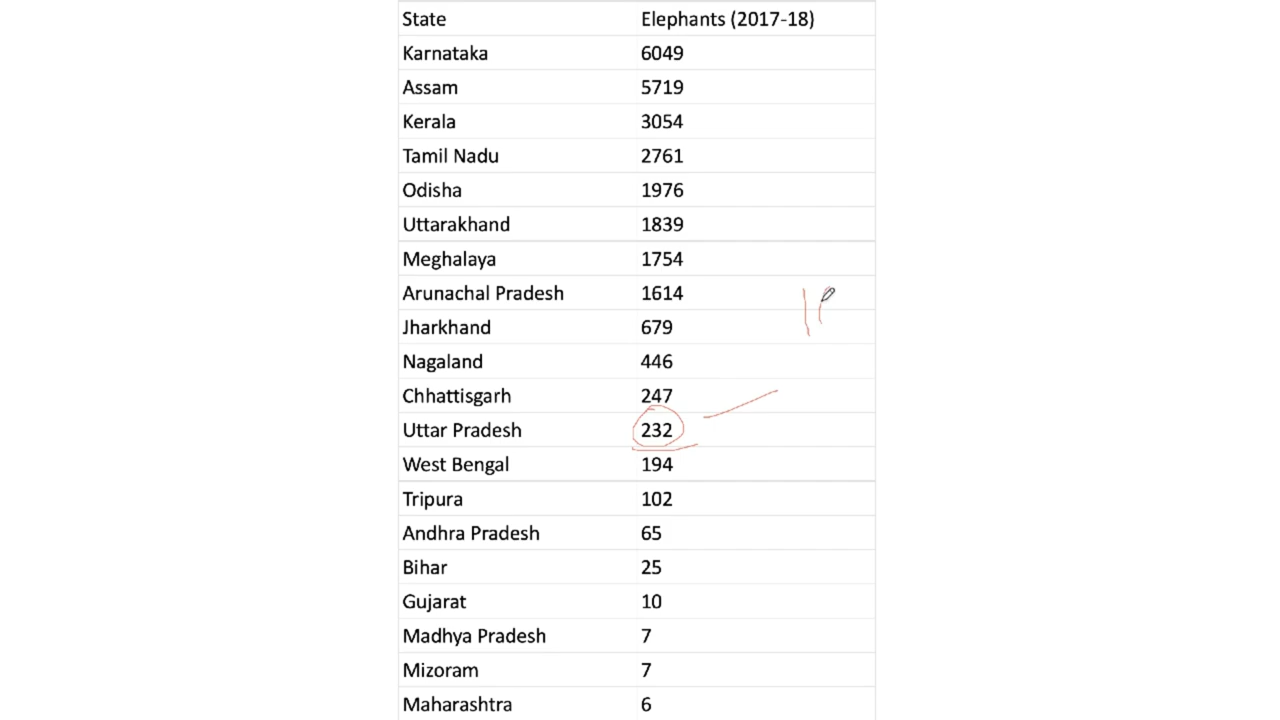 State Elephants (2017-18)
Karnataka 6049
Assam 5719
Kerala 3054
Tamil Nadu 2761
Odisha 1976
Uttarakhand 1839
Meghalaya 1754
Arunachal Pradesh 1614
Jharkhand 679
Nagaland 446
Chhattisgarh 247
Uttar Pradesh 232
West Bengal 194
Tripura 102
Andhra Pradesh 65
Bihar 25
Gujarat 10
Madhya Pradesh 7
Mizoram 7
Maharashtra 6